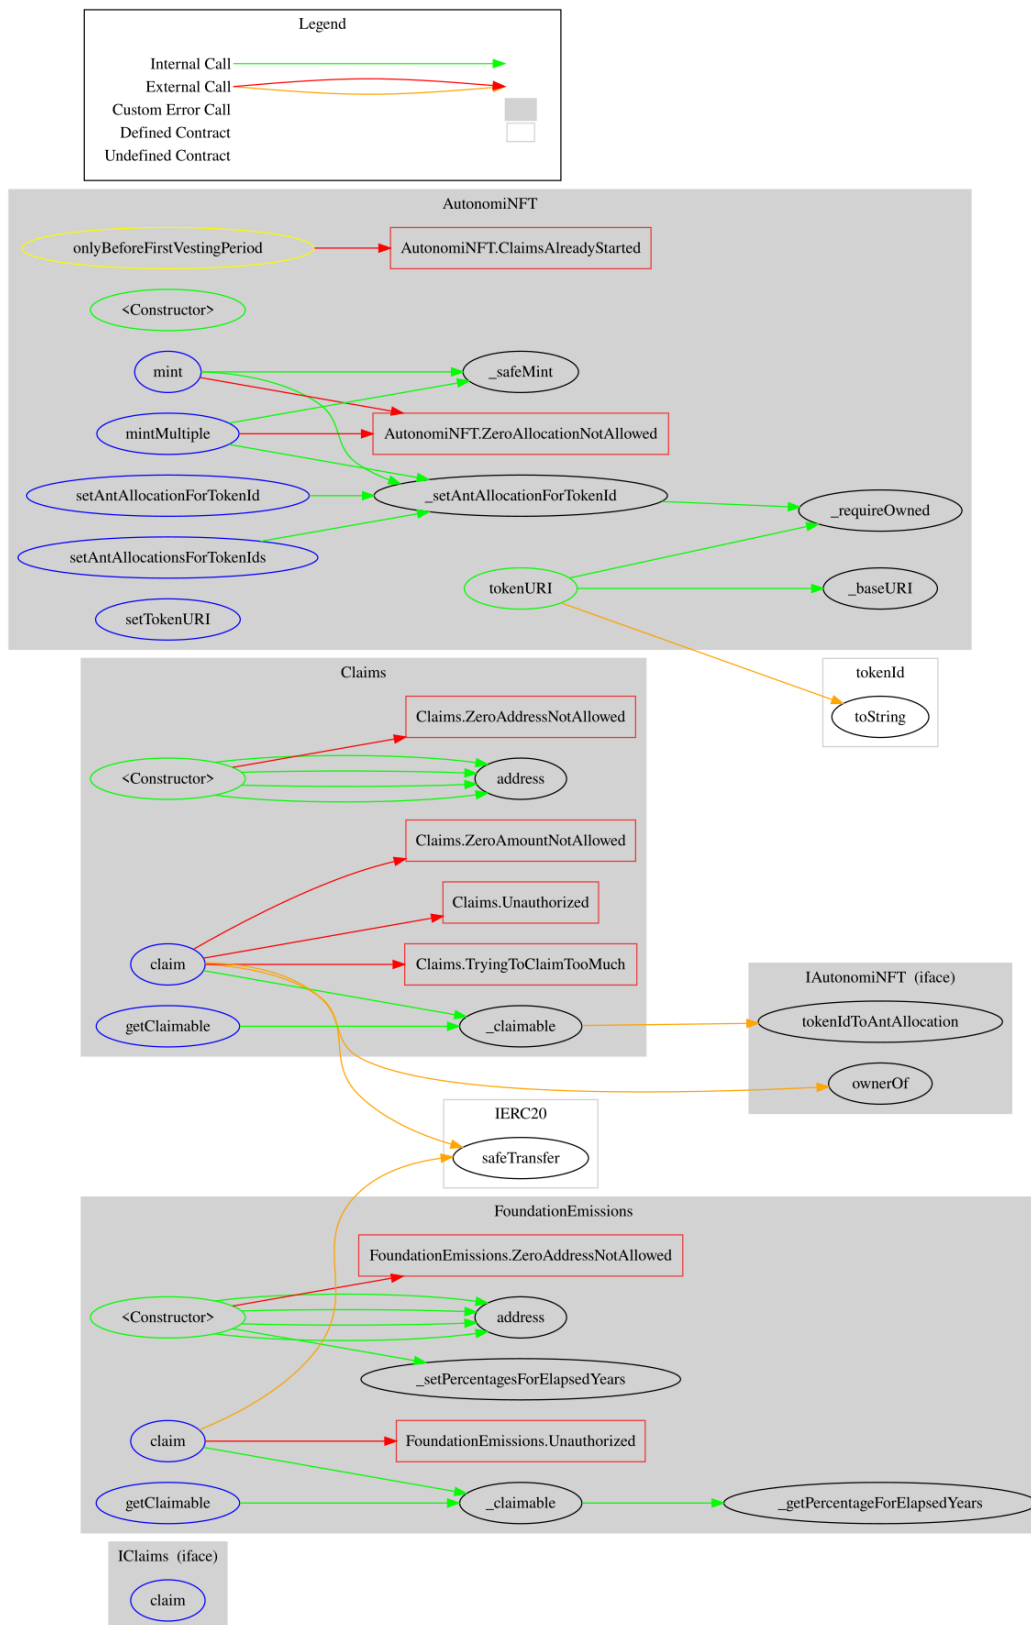 Legend
Internal Call
External Call
Custom Error Call
Defined Contract
Undefined Contract
AutonomiNFT
onlyBeforeFirstVestingPeriod
AutonomiNFT.ClaimsAlreadyStarted
<Constructor>
mint
_safeMint
mintMultiple
AutonomiNFT.ZeroAllocationNotAllowed
setAntAllocationForTokenId
_setAntAllocationForTokenId
_requireOwned
setAntAllocationsForTokenIds
tokenURI
_baseURI
setTokenURI
Claims
tokenId
Claims.ZeroAddressNotAllowed
toString
<Constructor>
address
Claims.ZeroAmountNotAllowed
Claims.Unauthorized
claim
Claims.TryingToClaimTooMuch
IAutonomiNFT (iface)
getClaimable
_claimable
tokenIdToAntAllocation
ownerOf
IERC20
safeTransfer
FoundationEmissions
FoundationEmissions.ZeroAddressNotAllowed
<Constructor>
address
_setPercentagesForElapsedYears
claim
FoundationEmissions.Unauthorized
getClaimable
_claimable
_getPercentageForElapsedYears
IClaims (iface)
claim